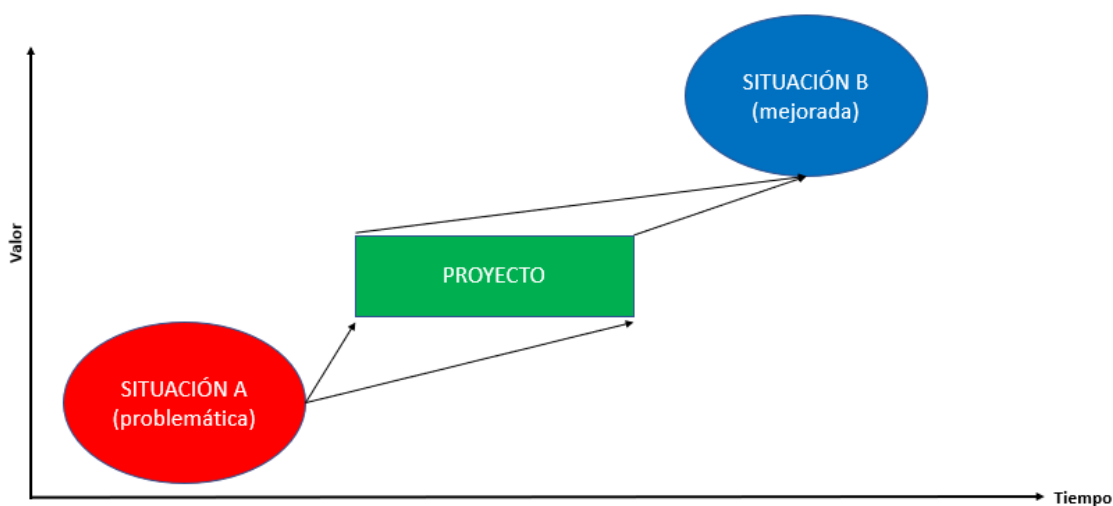 SITUACIÓN B
(mejorada)
Valor
PROYECTO
SITUACIÓN A
(problemática)
Tiempo